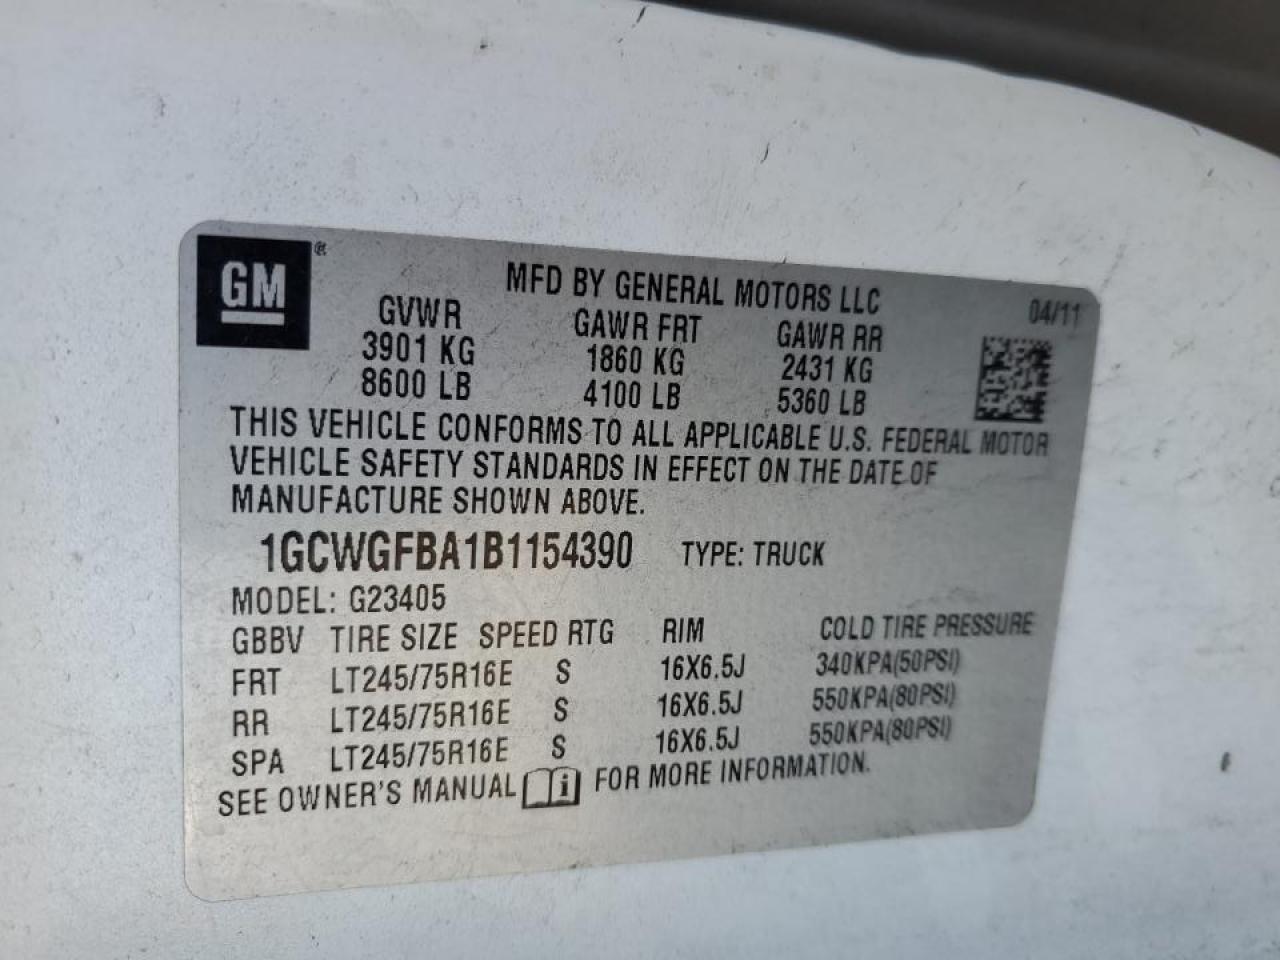 GM®
MFD BY GENERAL MOTORS LLC
04/11
GVWR GAWR FRT GAWR RR
3901 KG 1860 KG 2431 KG
8600 LB 4100 LB 5360 LB
THIS VEHICLE CONFORMS TO ALL APPLICABLE U.S. FEDERAL MOTOR
VEHICLE SAFETY STANDARDS IN EFFECT ON THE DATE OF
MANUFACTURE SHOWN ABOVE.
1GCWGFBA1B1154390 TYPE: TRUCK
MODEL: G23405
GBBV TIRE SIZE SPEED RTG RIM COLD TIRE PRESSURE
FRT LT245/75R16E S 16X6.5J 340KPA(50PSI)
RR LT245/75R16E S 16X6.5J 550KPA(80PSI)
SPA LT245/75R16E S 16X6.5J 550KPA(80PSI)
SEE OWNER'S MANUAL i FOR MORE INFORMATION.